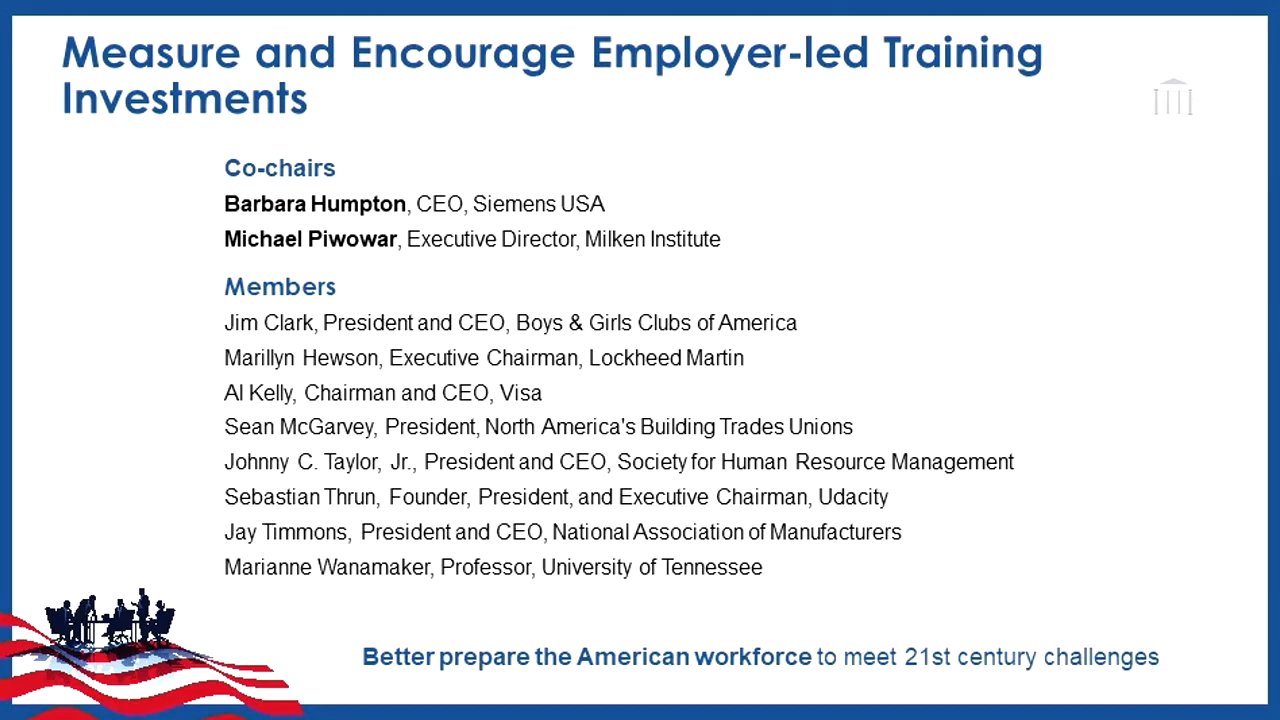 Measure and Encourage Employer-led Training
Investments
Co-chairs
Barbara Humpton, CEO, Siemens USA
Michael Piwowar, Executive Director, Milken Institute
Members
Jim Clark, President and CEO, Boys & Girls Clubs of America
Marillyn Hewson, Executive Chairman, Lockheed Martin
Al Kelly, Chairman and CEO, Visa
Sean McGarvey, President, North America's Building Trades Unions
Johnny C. Taylor, Jr., President and CEO, Society for Human Resource Management
Sebastian Thrun, Founder, President, and Executive Chairman, Udacity
Jay Timmons, President and CEO, National Association of Manufacturers
Marianne Wanamaker, Professor, University of Tennessee
Better prepare the American workforce to meet 21st century challenges